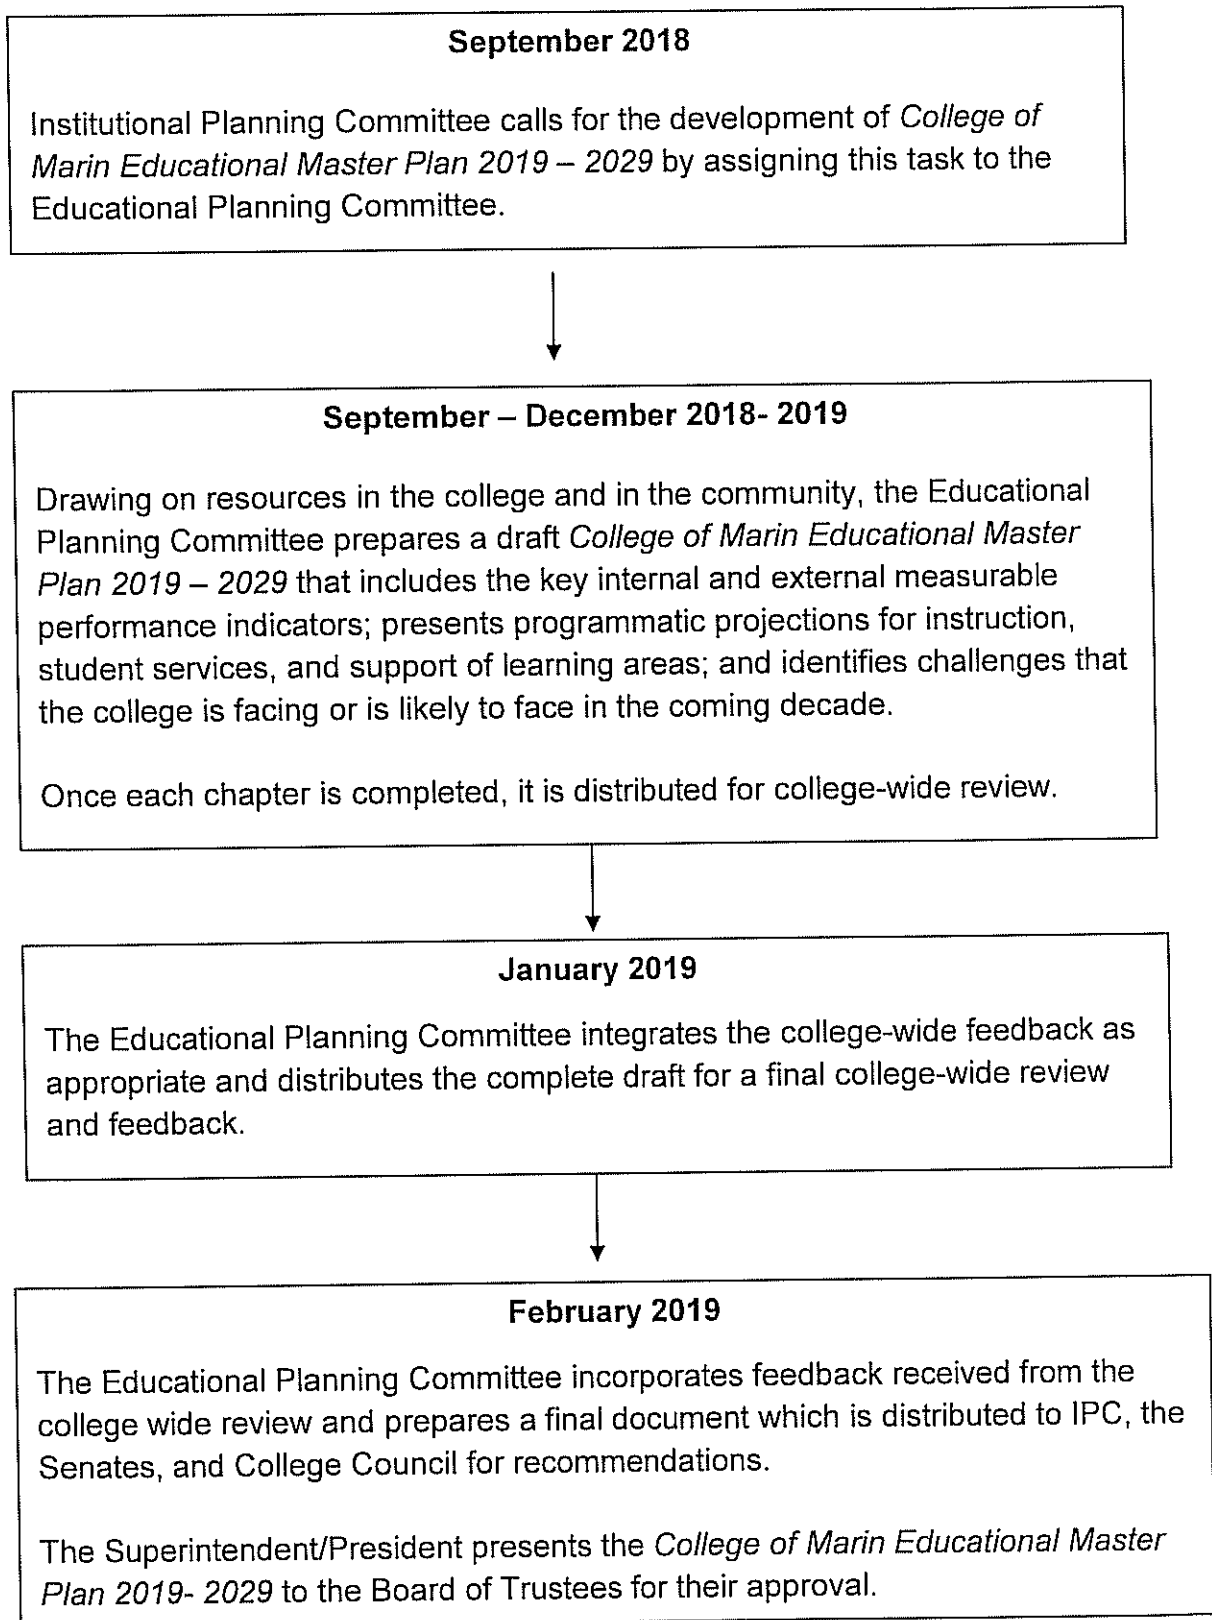 September 2018
Institutional Planning Committee calls for the development of College of
Marin Educational Master Plan 2019 – 2029 by assigning this task to the
Educational Planning Committee.
September – December 2018- 2019
Drawing on resources in the college and in the community, the Educational
Planning Committee prepares a draft College of Marin Educational Master
Plan 2019 – 2029 that includes the key internal and external measurable
performance indicators; presents programmatic projections for instruction,
student services, and support of learning areas; and identifies challenges that
the college is facing or is likely to face in the coming decade.
Once each chapter is completed, it is distributed for college-wide review.
January 2019
The Educational Planning Committee integrates the college-wide feedback as
appropriate and distributes the complete draft for a final college-wide review
and feedback.
February 2019
The Educational Planning Committee incorporates feedback received from the
college wide review and prepares a final document which is distributed to IPC, the
Senates, and College Council for recommendations.
The Superintendent/President presents the College of Marin Educational Master
Plan 2019- 2029 to the Board of Trustees for their approval.